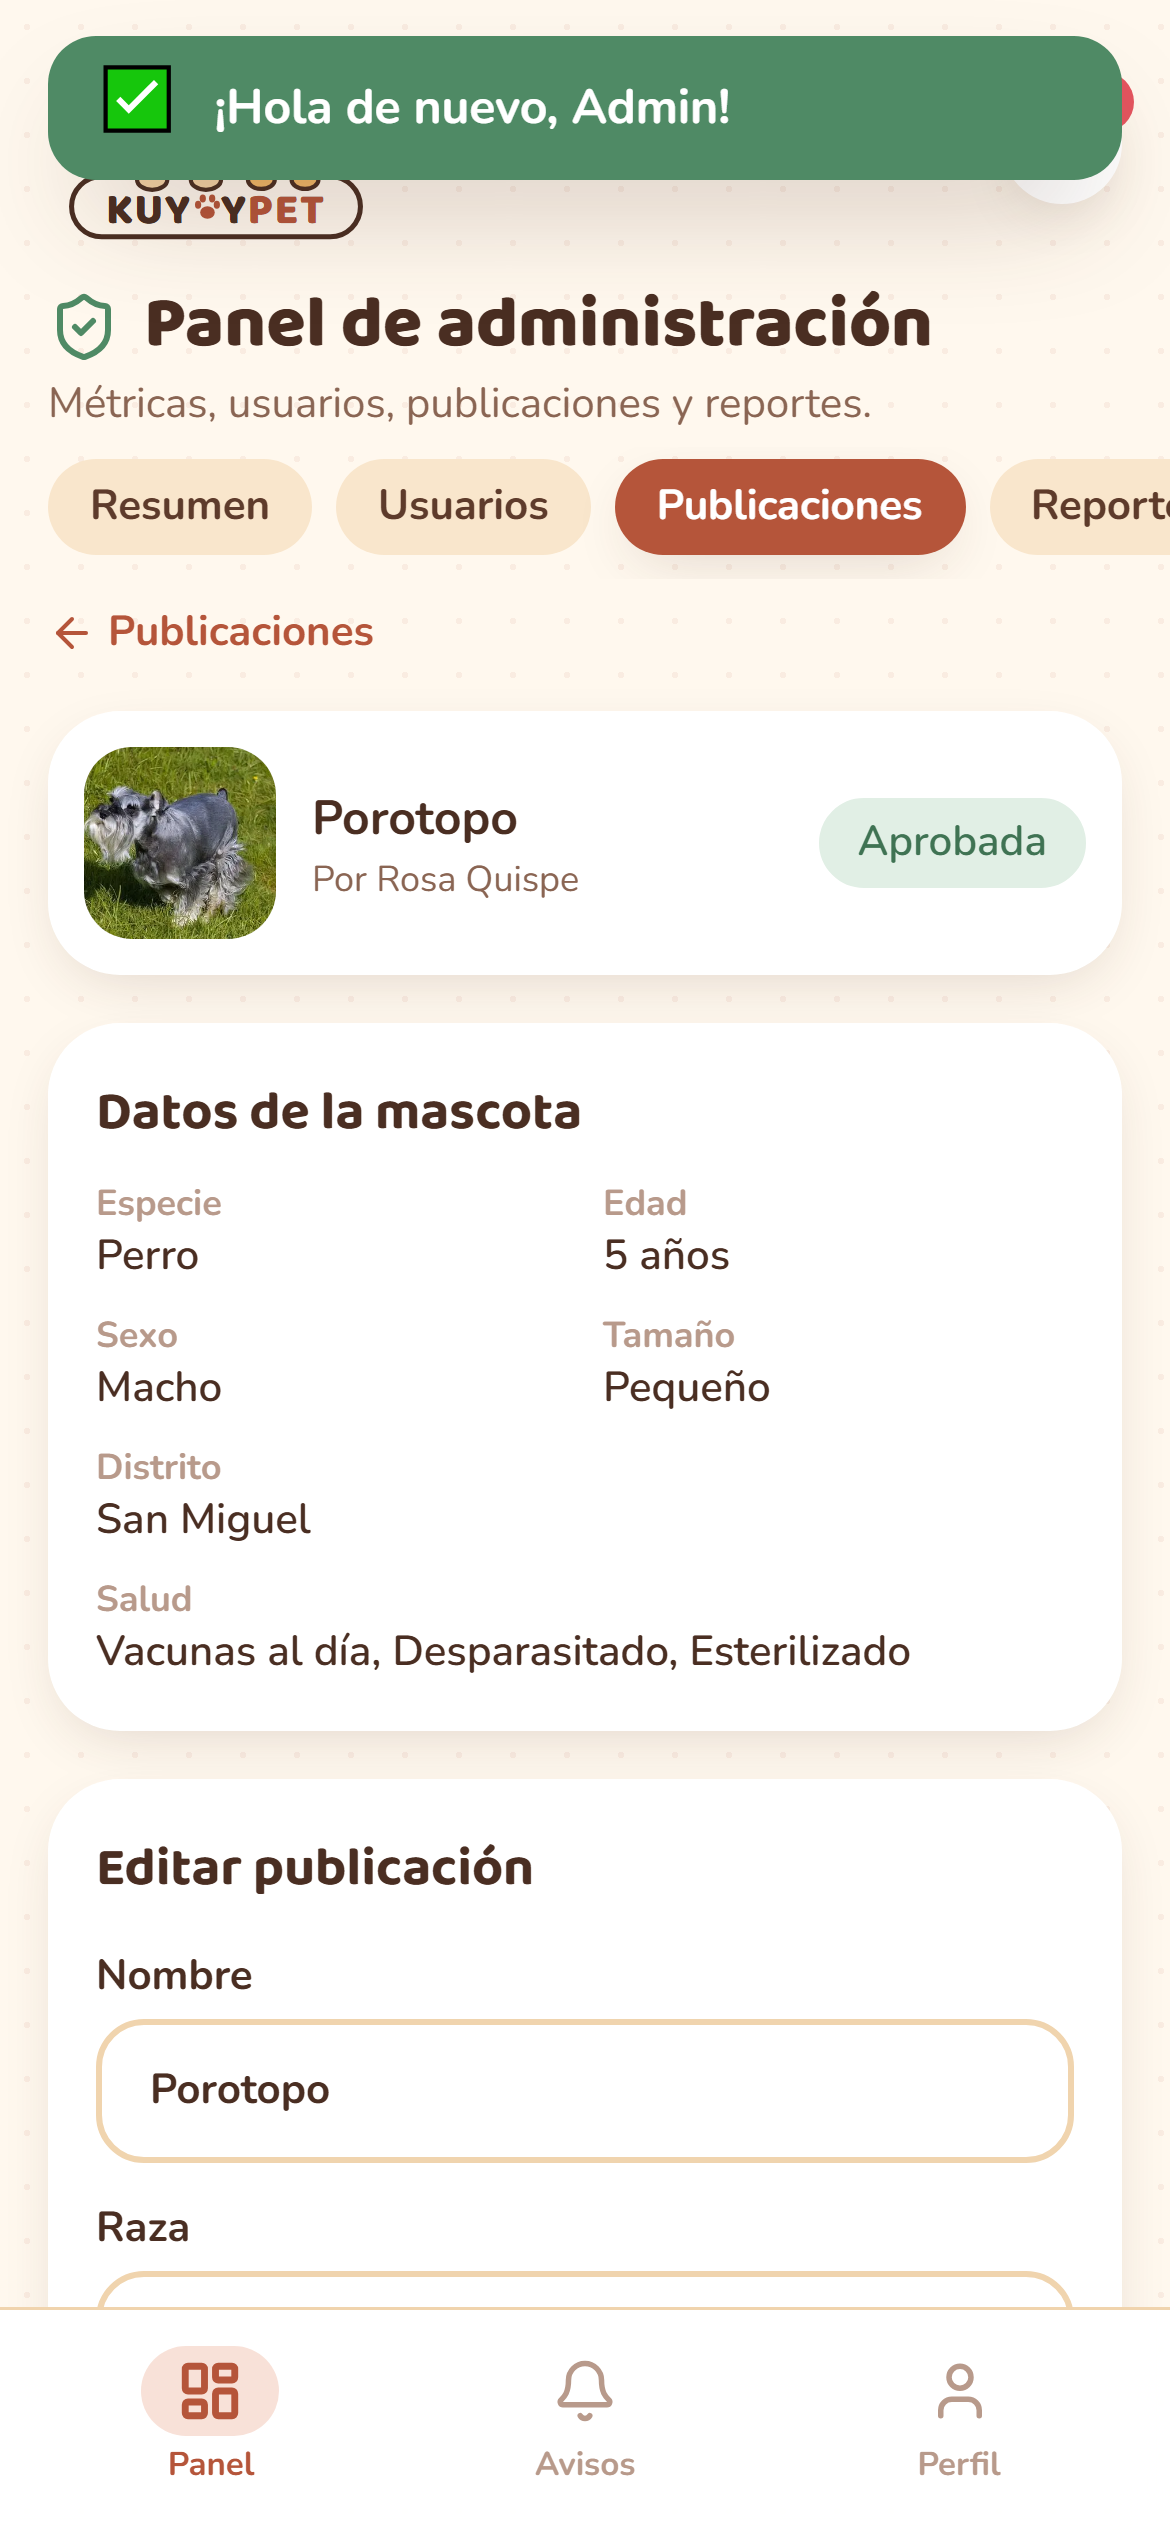 ¡Hola de nuevo, Admin!
KUYYPET
Panel de administración
Métricas, usuarios, publicaciones y reportes.
Resumen
Usuarios
Publicaciones
Publicaciones
Porotopo
Por Rosa Quispe
Aprobada
Datos de la mascota
Especie
Perro
Edad
5 años
Sexo
Macho
Tamaño
Pequeño
Distrito
San Miguel
Salud
Vacunas al día, Desparasitado, Esterilizado
Editar publicación
Nombre
Porotopo
Raza
Panel
Avisos
Perfil